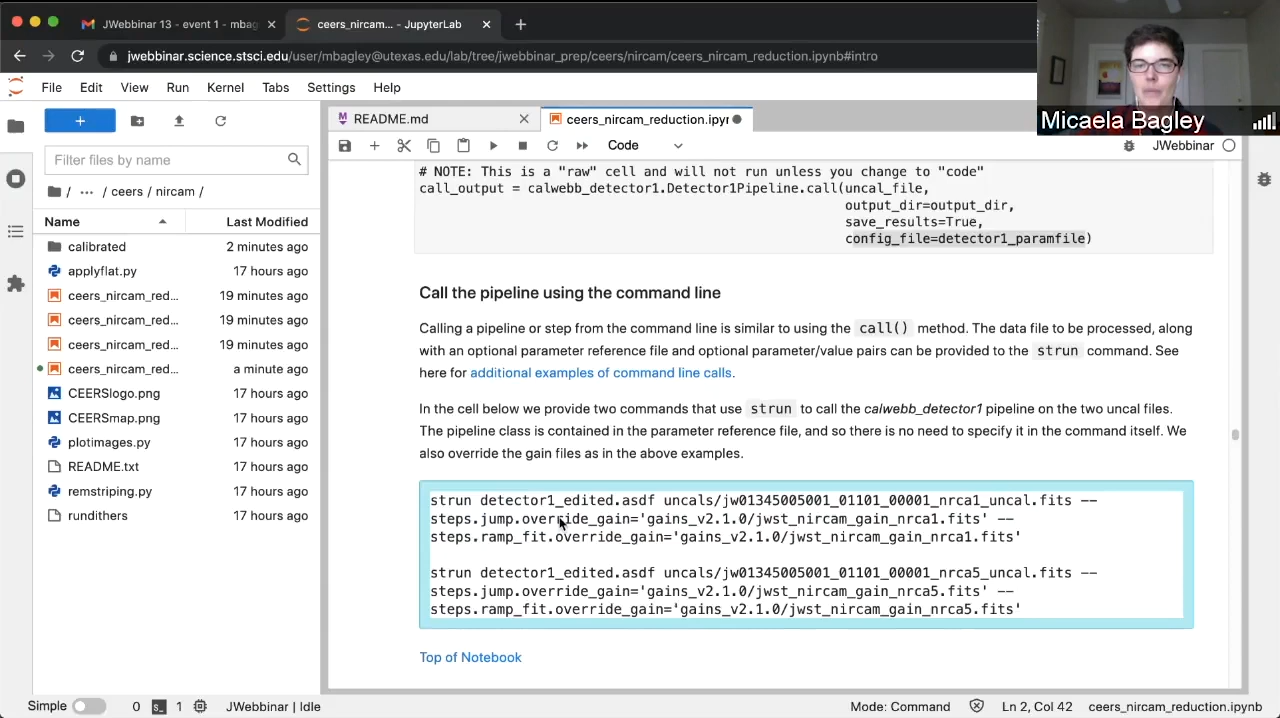 JWebbinar 13 - event 1 - mbag
ceers_nircam... - JupyterLab
jwebbinar.science.stsci.edu/user/mbagley@utexas.edu/lab/tree/jwebbinar_prep/ceers/nircam/ceers_nircam_reduction.ipynb#intro
Micaela Bagley
File Edit View Run Kernel Tabs Settings Help
README.md
ceers_nircam_reduction.ipyn
Code
JWebbinar
Filter files by name
/ ... / ceers / nircam /
Name Last Modified
calibrated 2 minutes ago
applyflat.py 17 hours ago
ceers_nircam_red... 19 minutes ago
ceers_nircam_red... 19 minutes ago
ceers_nircam_red... 19 minutes ago
ceers_nircam_red... a minute ago
CEERSlogo.png 17 hours ago
CEERSmap.png 17 hours ago
plotimages.py 17 hours ago
README.txt 17 hours ago
remstriping.py 17 hours ago
rundithers 17 hours ago
# NOTE: This is a "raw" cell and will not run unless you change to "code"
call_output = calwebb_detector1.Detector1Pipeline.call(uncal_file,
output_dir=output_dir,
save_results=True,
config_file=detector1_paramfile)
Call the pipeline using the command line
Calling a pipeline or step from the command line is similar to using the call() method. The data file to be processed, along
with an optional parameter reference file and optional parameter/value pairs can be provided to the strun command. See
here for additional examples of command line calls.
In the cell below we provide two commands that use strun to call the calwebb_detector1 pipeline on the two uncal files.
The pipeline class is contained in the parameter reference file, and so there is no need to specify it in the command itself. We
also override the gain files as in the above examples.
strun detector1_edited.asdf uncals/jw01345005001_01101_00001_nrca1_uncal.fits --
steps.jump.override_gain='gains_v2.1.0/jwst_nircam_gain_nrca1.fits' --
steps.ramp_fit.override_gain='gains_v2.1.0/jwst_nircam_gain_nrca1.fits'
strun detector1_edited.asdf uncals/jw01345005001_01101_00001_nrca5_uncal.fits --
steps.jump.override_gain='gains_v2.1.0/jwst_nircam_gain_nrca5.fits' --
steps.ramp_fit.override_gain='gains_v2.1.0/jwst_nircam_gain_nrca5.fits'
Top of Notebook
Simple 0 1 JWebbinar | Idle Mode: Command Ln 2, Col 42 ceers_nircam_reduction.ipynb